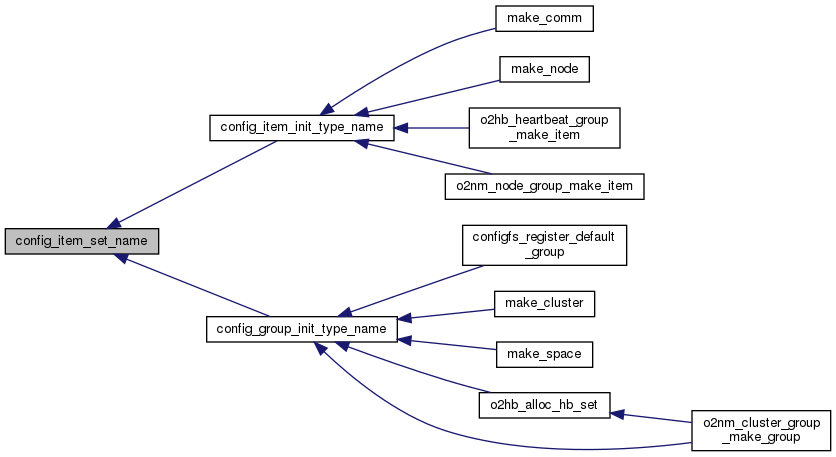 make_comm
make_node
config_item_init_type_name
o2hb_heartbeat_group
_make_item
o2nm_node_group_make_item
config_item_set_name
configfs_register_default
_group
make_cluster
config_group_init_type_name
make_space
o2hb_alloc_hb_set
o2nm_cluster_group
_make_group